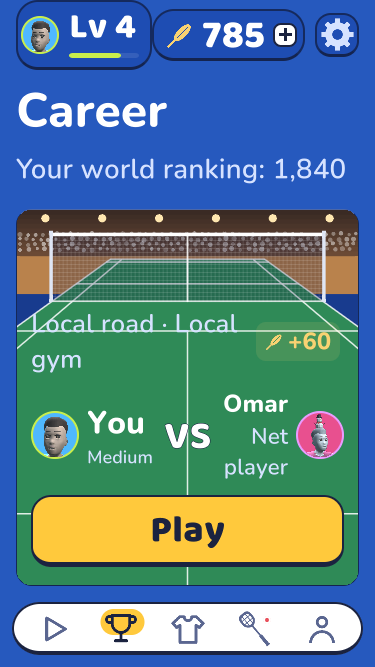 Lv 4
785
Career
Your world ranking: 1,840
Local road · Local
gym
+60
You
Medium
VS
Omar
Net
player
Play